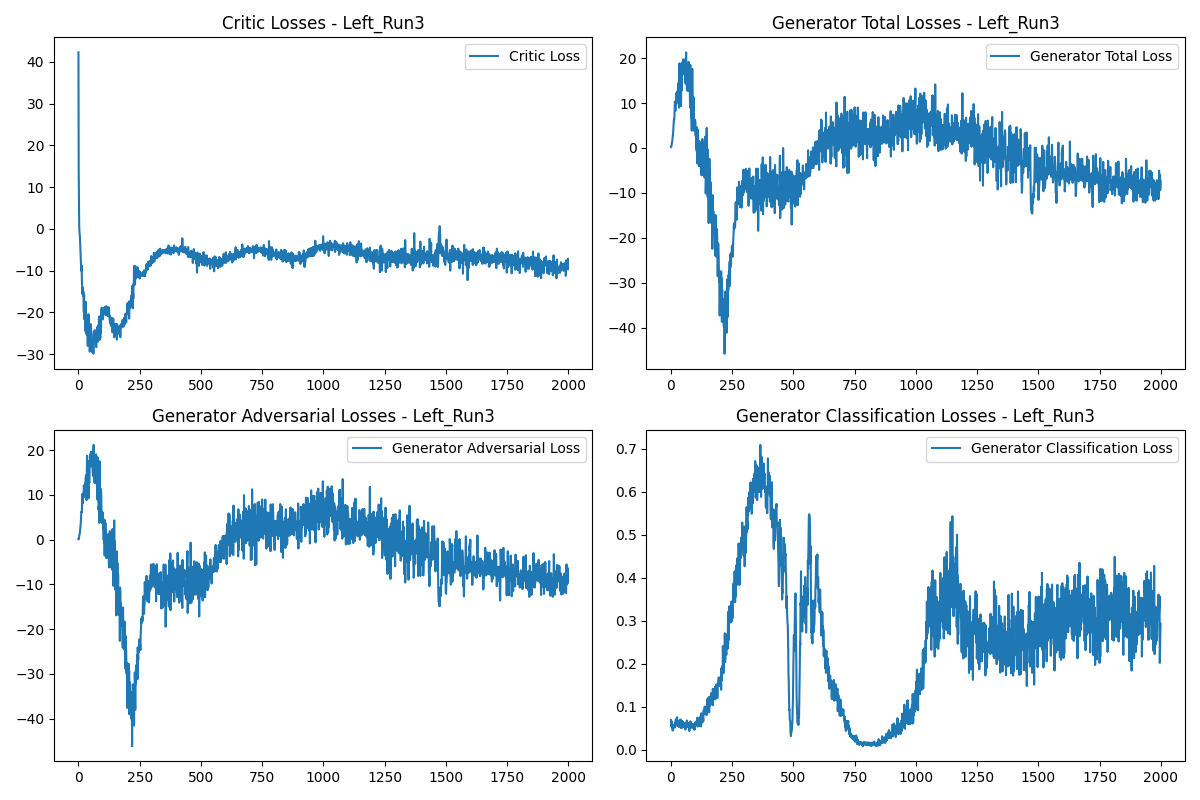 Critic Losses - Left_Run3
Critic Loss
40
30
20
10
0
−10
−20
−30
0 250 500 750 1000 1250 1500 1750 2000
Generator Total Losses - Left_Run3
Generator Total Loss
20
10
0
−10
−20
−30
−40
0 250 500 750 1000 1250 1500 1750 2000
Generator Adversarial Losses - Left_Run3
Generator Adversarial Loss
20
10
0
−10
−20
−30
−40
0 250 500 750 1000 1250 1500 1750 2000
Generator Classification Losses - Left_Run3
Generator Classification Loss
0.7
0.6
0.5
0.4
0.3
0.2
0.1
0.0
0 250 500 750 1000 1250 1500 1750 2000